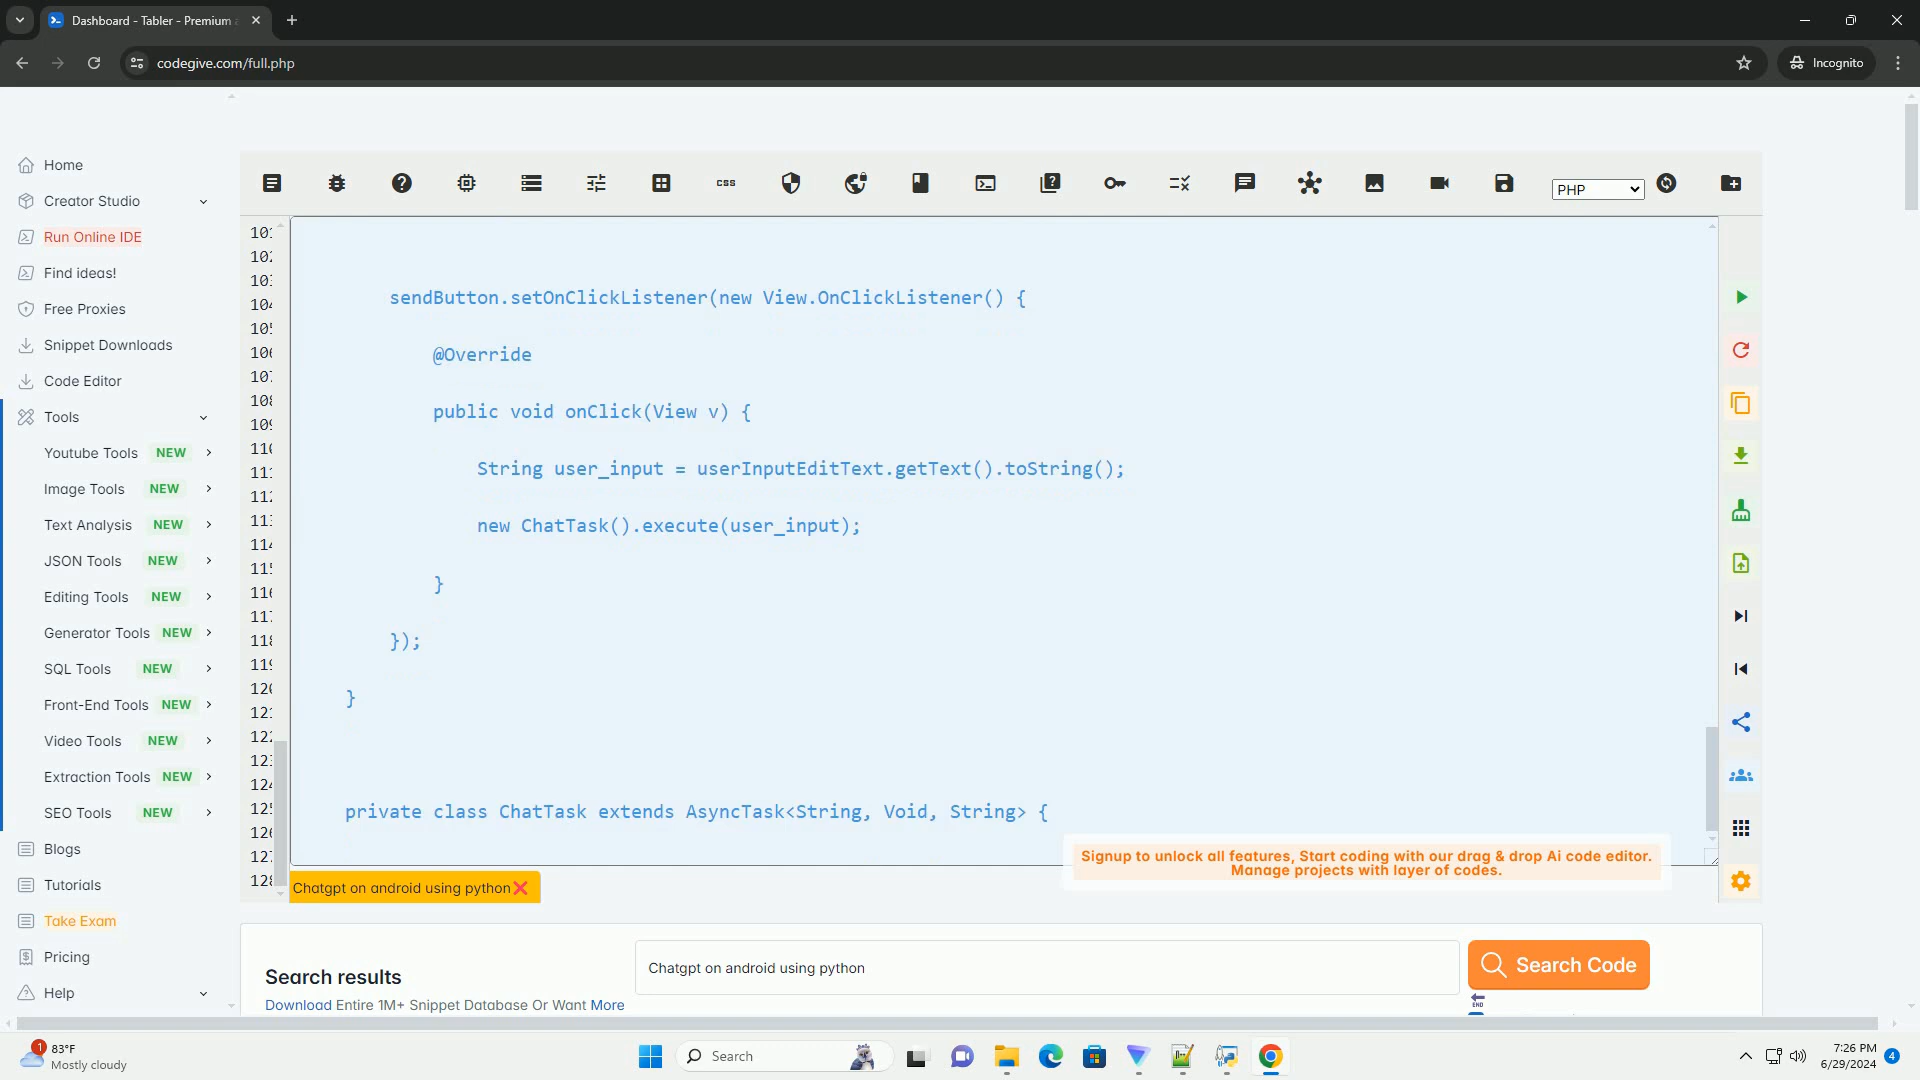 Dashboard - Tabler - Premium
codegive.com/full.php
Incognito
Home
Creator Studio
Run Online IDE
Find ideas!
Free Proxies
Snippet Downloads
Code Editor
Tools
Youtube Tools NEW
Image Tools NEW
Text Analysis NEW
JSON Tools NEW
Editing Tools NEW
Generator Tools NEW
SQL Tools NEW
Front-End Tools NEW
Video Tools NEW
Extraction Tools NEW
SEO Tools NEW
Blogs
Tutorials
Take Exam
Pricing
Help
css
PHP
sendButton.setOnClickListener(new View.OnClickListener() {
@Override
public void onClick(View v) {
String user_input = userInputEditText.getText().toString();
new ChatTask().execute(user_input);
}
});
}
private class ChatTask extends AsyncTask<String, Void, String> {
Signup to unlock all features, Start coding with our drag & drop Ai code editor.
Manage projects with layer of codes.
Chatgpt on android using python
Search results
Download Entire 1M+ Snippet Database Or Want More
Chatgpt on android using python
Search Code
END
1
83°F
Mostly cloudy
Search
7:26 PM
6/29/2024
4